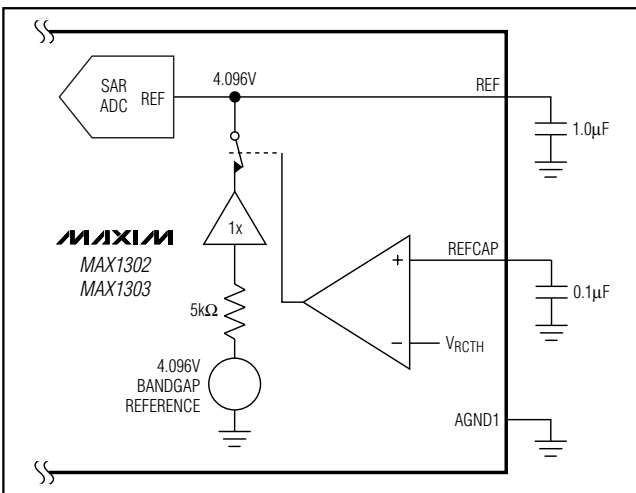 SAR
ADC
REF
4.096V
REF
1.0µF
1x
MAXIM
MAX1302
MAX1303
REFCAP
+
0.1µF
5kΩ
−
VRCTH
4.096V
BANDGAP
REFERENCE
AGND1